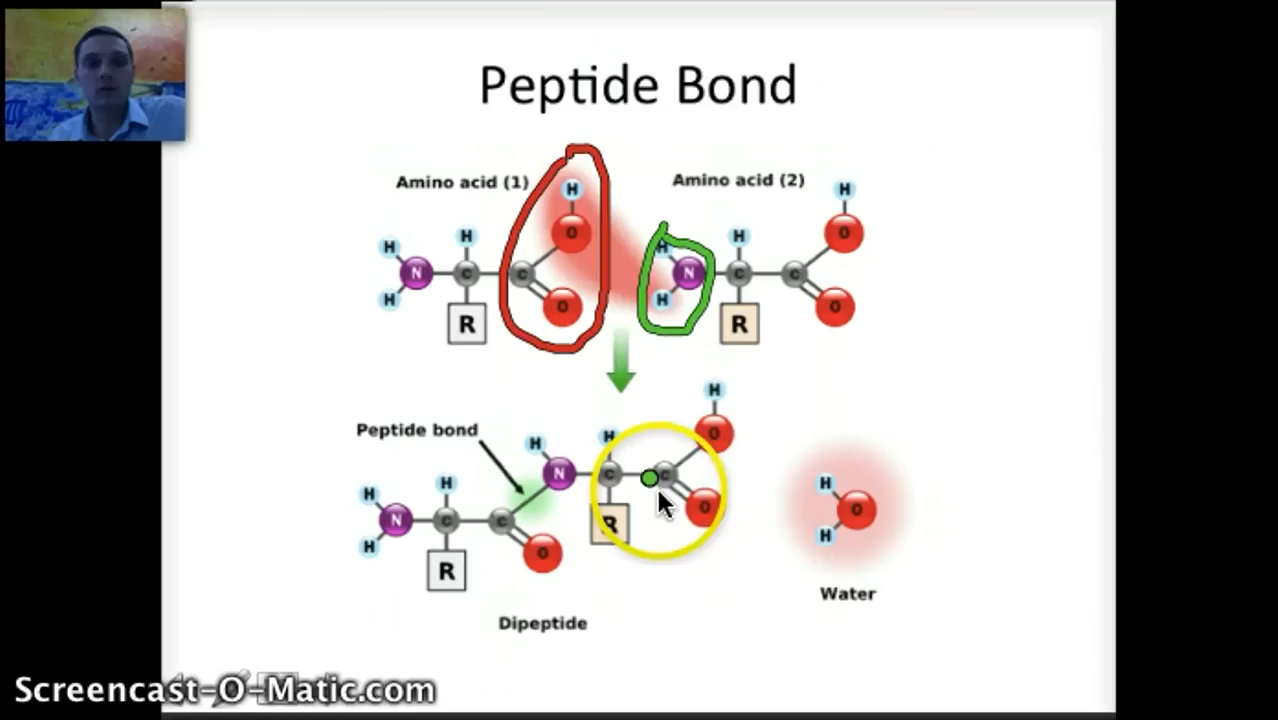 Peptide Bond
Amino acid (1)
Amino acid (2)
H
H
H
O
H
H
H
O
N
C
C
N
C
C
H
O
H
O
R
R
H
Peptide bond
H
H
O
N
C
C
H
H
O
H
N
C
C
R
H
O
H
O
H
R
Water
Dipeptide
Screencast-O-Matic.com